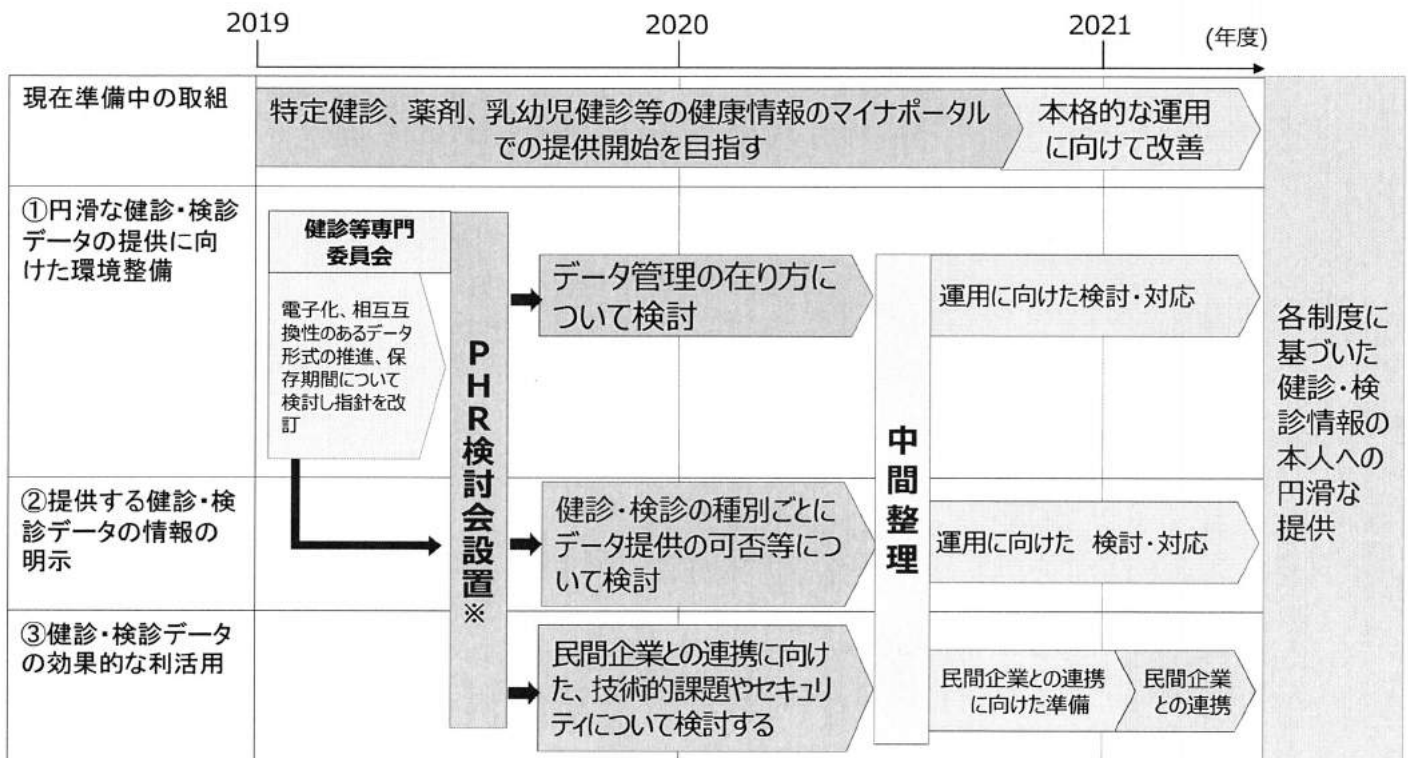 2019
2020
2021
(年度)
現在準備中の取組
特定健診、薬剤、乳幼児健診等の健康情報のマイナポータル
での提供開始を目指す
本格的な運用
に向けて改善
①円滑な健診・検診
データの提供に向
けた環境整備
健診等専門
委員会
電子化、相互互
換性のあるデータ
形式の推進、保
存期間について
検討し指針を改
訂
PHR検討会設置※
データ管理の在り方に
ついて検討
中間整理
運用に向けた検討・対応
②提供する健診・検
診データの情報の
明示
健診・検診の種別ごとに
データ提供の可否等につ
いて検討
運用に向けた 検討・対応
③健診・検診データ
の効果的な利活用
民間企業との連携に向け
た、技術的課題やセキュリ
ティについて検討する
民間企業との連携
に向けた準備
民間企業
との連携
各制度に
基づいた
健診・検
診情報の
本人への
円滑な
提供